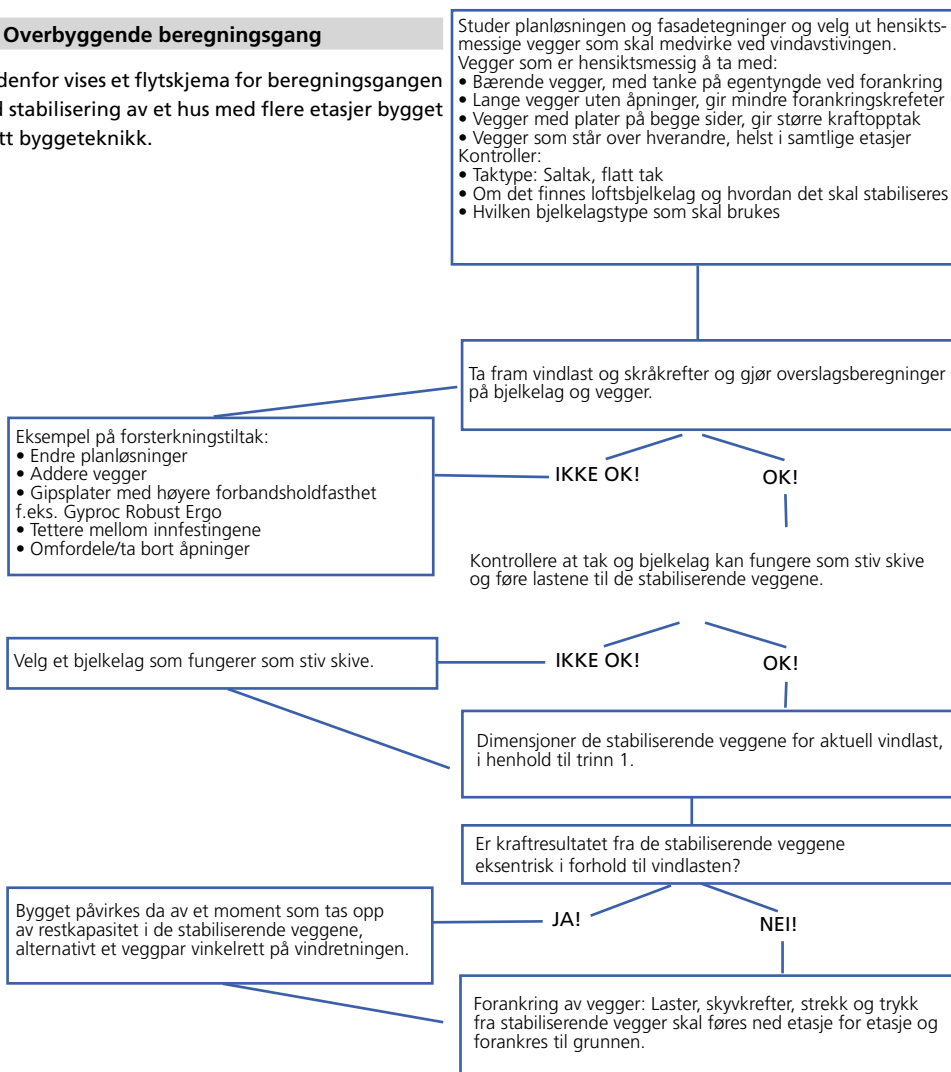 Overbyggende beregningsgang
denfor vises et flytskjema for beregningsgangen
l stabilisering av et hus med flere etasjer bygget
tt byggeteknikk.
Studer planløsningen og fasadetegninger og velg ut hensikts-
messige vegger som skal medvirke ved vindavstivingen.
Vegger som er hensiktsmessig å ta med:
• Bærende vegger, med tanke på egentyngde ved forankring
• Lange vegger uten åpninger, gir mindre forankringskrefeter
• Vegger med plater på begge sider, gir større kraftopptak
• Vegger som står over hverandre, helst i samtlige etasjer
Kontroller:
• Taktype: Saltak, flatt tak
• Om det finnes loftsbjelkelag og hvordan det skal stabiliseres
• Hvilken bjelkelagstype som skal brukes
Ta fram vindlast og skråkrefter og gjør overslagsberegninger
på bjelkelag og vegger.
Eksempel på forsterkningstiltak:
• Endre planløsninger
• Addere vegger
• Gipsplater med høyere forbandsholdfasthet
f.eks. Gyproc Robust Ergo
• Tettere mellom innfestingene
• Omfordele/ta bort åpninger
IKKE OK!
OK!
Kontrollere at tak og bjelkelag kan fungere som stiv skive
og føre lastene til de stabiliserende veggene.
Velg et bjelkelag som fungerer som stiv skive.
IKKE OK!
OK!
Dimensjoner de stabiliserende veggene for aktuell vindlast,
i henhold til trinn 1.
Er kraftresultatet fra de stabiliserende veggene
eksentrisk i forhold til vindlasten?
Bygget påvirkes da av et moment som tas opp
av restkapasitet i de stabiliserende veggene,
alternativt et veggpar vinkelrett på vindretningen.
JA!
NEI!
Forankring av vegger: Laster, skyvkrefter, strekk og trykk
fra stabiliserende vegger skal føres ned etasje for etasje og
forankres til grunnen.